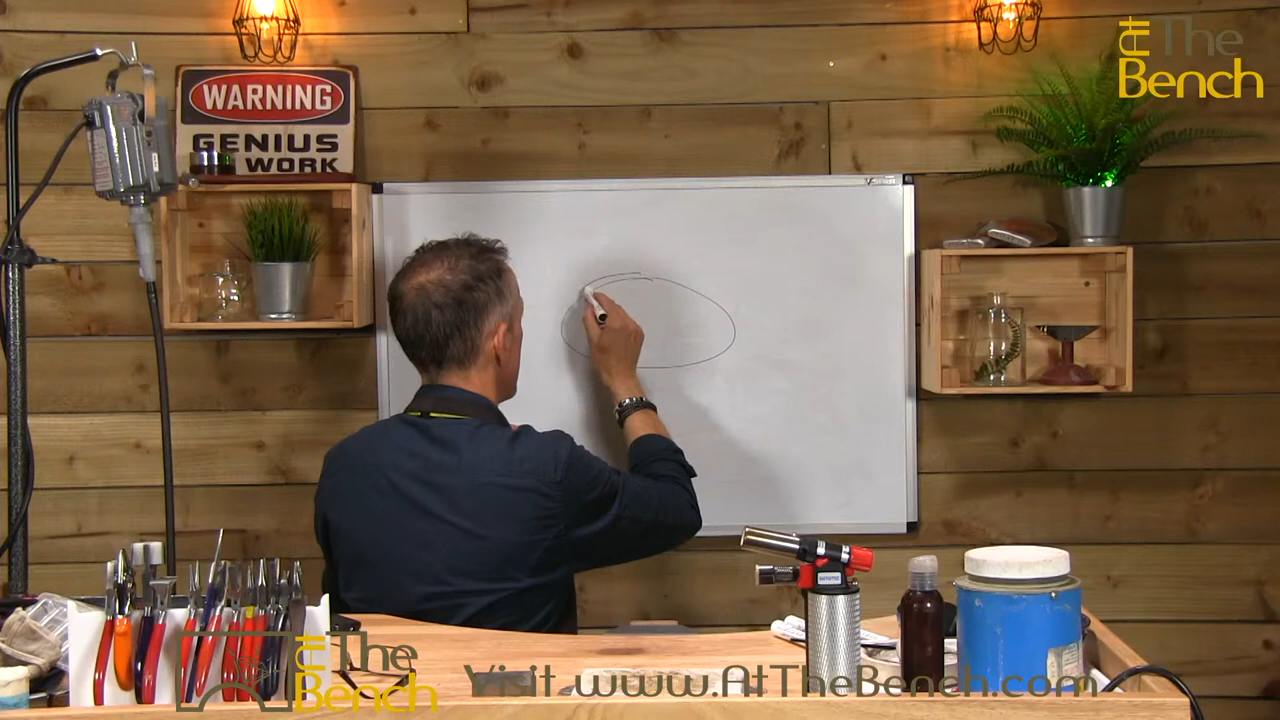 At The
Bench
WARNING
GENIUS
WORK
At The
Bench
Visit www.AtTheBench.com